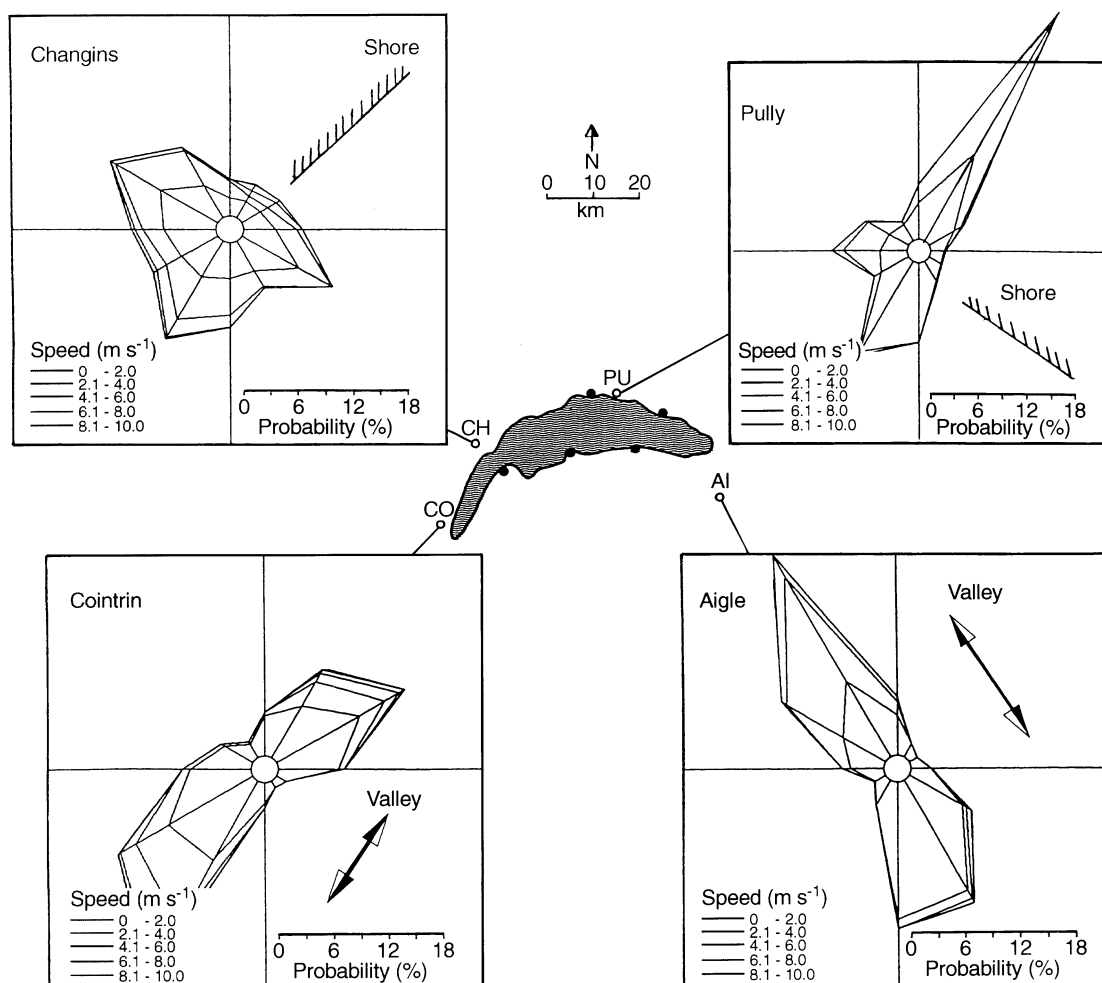 Changins
Shore
Speed (m s⁻¹)
0 - 2.0
2.1 - 4.0
4.1 - 6.0
6.1 - 8.0
8.1 - 10.0
0 6 12 18
Probability (%)
N
0 10 20
km
Pully
Shore
Speed (m s⁻¹)
0 - 2.0
2.1 - 4.0
4.1 - 6.0
6.1 - 8.0
8.1 - 10.0
0 6 12 18
Probability (%)
PU
CH
CO
AI
Cointrin
Valley
Speed (m s⁻¹)
0 - 2.0
2.1 - 4.0
4.1 - 6.0
6.1 - 8.0
8.1 - 10.0
0 6 12 18
Probability (%)
Aigle
Valley
Speed (m s⁻¹)
0 - 2.0
2.1 - 4.0
4.1 - 6.0
6.1 - 8.0
8.1 - 10.0
0 6 13 18
Probability (%)